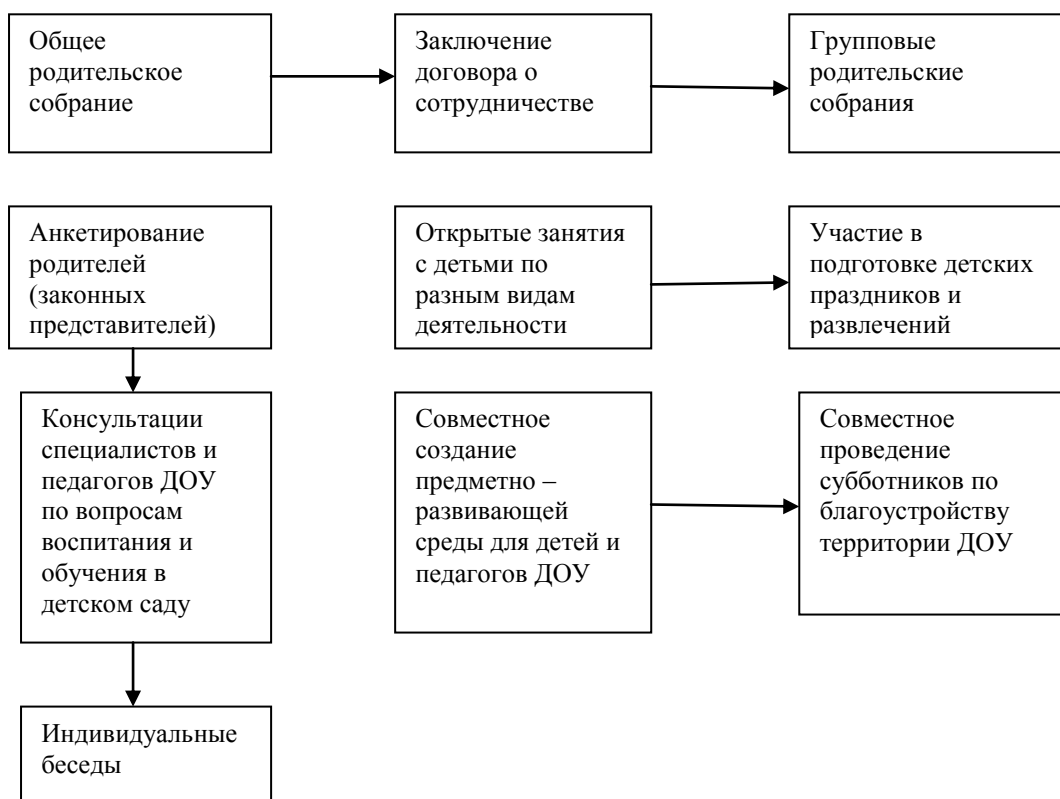 Общее
родительское
собрание
Заключение
договора о
сотрудничестве
Групповые
родительские
собрания
Анкетирование
родителей
(законных
представителей)
Открытые занятия
с детьми по
разным видам
деятельности
Участие в
подготовке детских
праздников и
развлечений
Консультации
специалистов и
педагогов ДОУ
по вопросам
воспитания и
обучения в
детском саду
Совместное
создание
предметно –
развивающей
среды для детей и
педагогов ДОУ
Совместное
проведение
субботников по
благоустройству
территории ДОУ
Индивидуальные
беседы